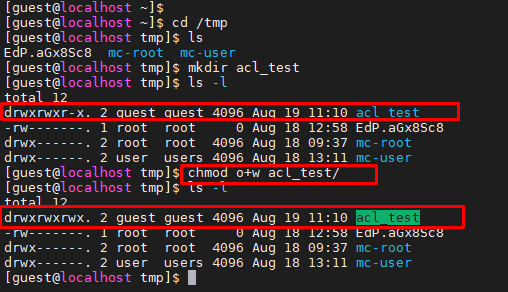 [guest@localhost ~]$
[guest@localhost ~]$ cd /tmp
[guest@localhost tmp]$ ls
EdP.aGx8Sc8  mc-root  mc-user
[guest@localhost tmp]$ mkdir acl_test
[guest@localhost tmp]$ ls -l
total 12
drwxrwxr-x. 2 guest guest 4096 Aug 19 11:10 acl_test
-rw-------. 1 root  root     0 Aug 18 12:58 EdP.aGx8Sc8
drwx------. 2 root  root  4096 Aug 18 09:37 mc-root
drwx------. 2 user  users 4096 Aug 18 13:11 mc-user
[guest@localhost tmp]$ chmod o+w acl_test/
[guest@localhost tmp]$ ls -l
total 12
drwxrwxrwx. 2 guest guest 4096 Aug 19 11:10 acl_test
-rw-------. 1 root  root     0 Aug 18 12:58 EdP.aGx8Sc8
drwx------. 2 root  root  4096 Aug 18 09:37 mc-root
drwx------. 2 user  users 4096 Aug 18 13:11 mc-user
[guest@localhost tmp]$